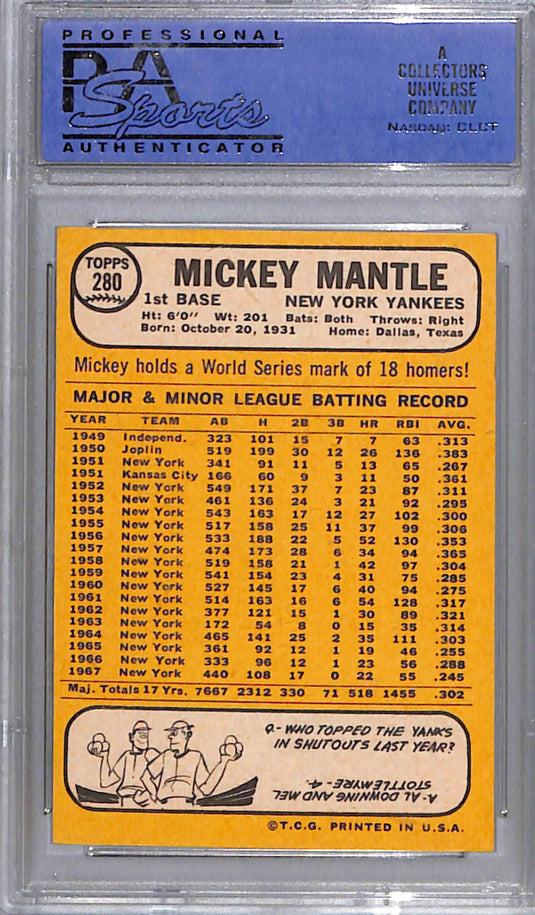 PROFESSIONAL
PSA
Sports
AUTHENTICATOR
A
COLLECTORS
UNIVERSE
COMPANY
NASDAQ: CLCT
TOPPS
280
MICKEY MANTLE
1st BASE NEW YORK YANKEES
Ht: 6'0" Wt: 201 Bats: Both Throws: Right
Born: October 20, 1931 Home: Dallas, Texas
Mickey holds a World Series mark of 18 homers!
MAJOR & MINOR LEAGUE BATTING RECORD
YEAR TEAM AB H 2B 3B HR RBI AVG.
1949 Independ. 323 101 15 7 7 63 .313
1950 Joplin 519 199 30 12 26 136 .383
1951 New York 341 91 11 5 13 65 .267
1951 Kansas City 166 60 9 3 11 50 .361
1952 New York 549 171 37 7 23 87 .311
1953 New York 461 136 24 3 21 92 .295
1954 New York 543 163 17 12 27 102 .300
1955 New York 517 158 25 11 37 99 .306
1956 New York 533 188 22 5 52 130 .353
1957 New York 474 173 28 6 34 94 .365
1958 New York 519 158 21 1 42 97 .304
1959 New York 541 154 23 4 31 75 .285
1960 New York 527 145 17 6 40 94 .275
1961 New York 514 163 16 6 54 128 .317
1962 New York 377 121 15 1 30 89 .321
1963 New York 172 54 8 0 15 35 .314
1964 New York 465 141 25 2 35 111 .303
1965 New York 361 92 12 1 19 46 .255
1966 New York 333 96 12 1 23 56 .288
1967 New York 440 108 17 0 22 55 .245
Maj. Totals 17 Yrs. 7667 2312 330 71 518 1455 .302
Q.- WHO TOPPED THE YANKS
IN SHUTOUTS LAST YEAR?
A- AL DOWNING AND MEL
STOTTLEMYRE - 4.
©T.C.G. PRINTED IN U.S.A.